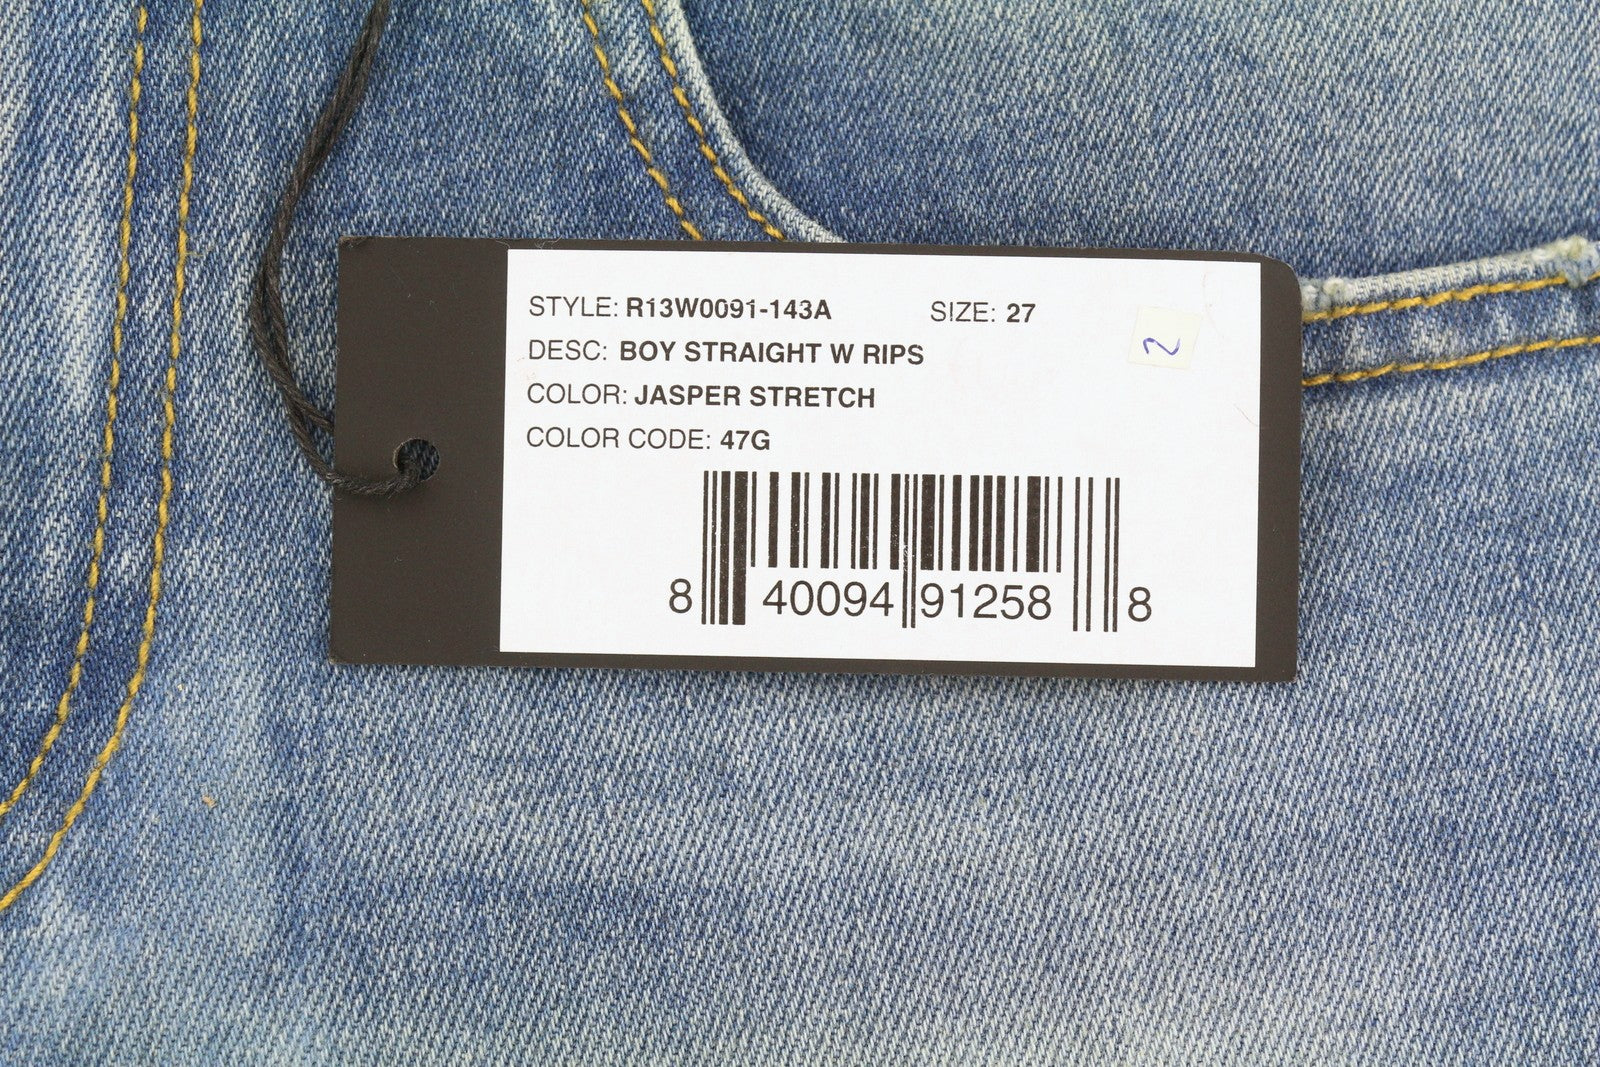 STYLE: R13W0091-143A SIZE: 27
2
DESC: BOY STRAIGHT W RIPS
COLOR: JASPER STRETCH
COLOR CODE: 47G
8 40094 91258 8